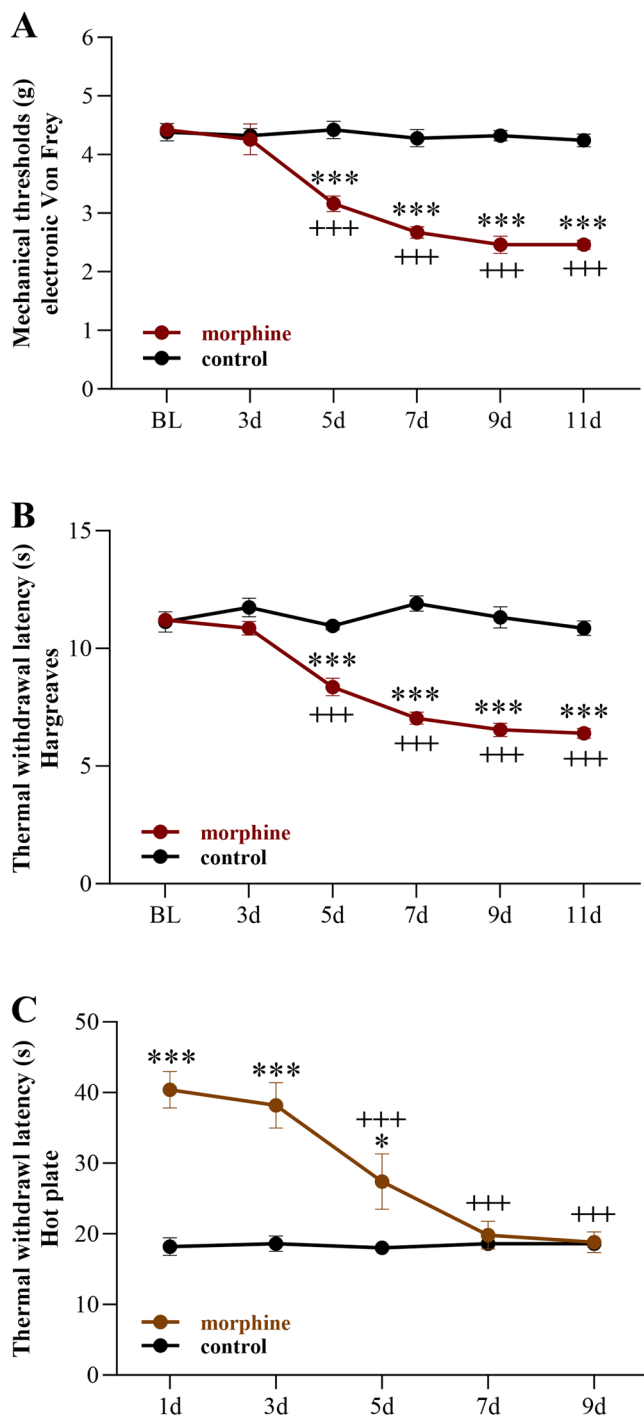 A
Mechanical thresholds (g)
electronic Von Frey
6
5
4
3
2
1
0
***
***
***
***
+++
+++
+++
+++
morphine
control
BL 3d 5d 7d 9d 11d
B
Thermal withdrawal latency (s)
Hargreaves
15
10
5
0
***
***
***
***
+++
+++
+++
+++
morphine
control
BL 3d 5d 7d 9d 11d
C
Thermal withdrawl latency (s)
Hot plate
50
40
30
20
10
0
***
***
+++
*
+++
+++
morphine
control
1d 3d 5d 7d 9d